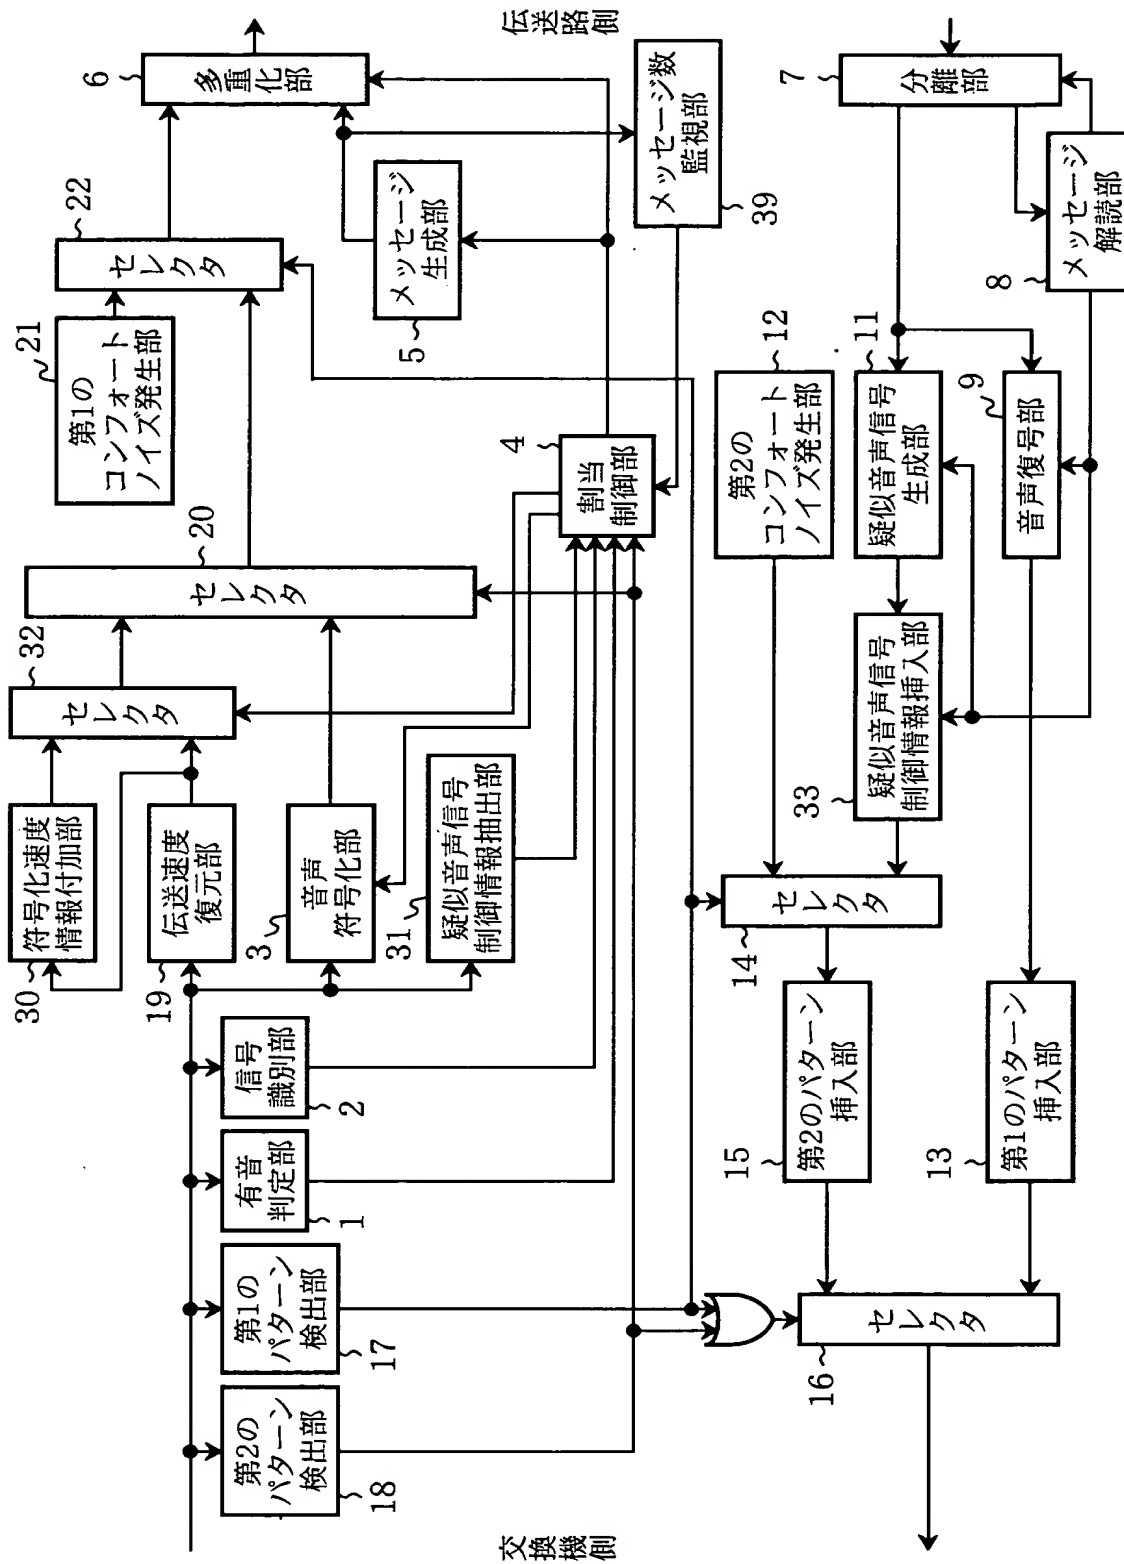 交換機側
伝送路側
第2の
パターン
検出部
18
第1の
パターン
検出部
17
有音
判定部
1
信号
識別部
2
符号化速度
情報付加部
30
伝送速度
復元部
19
音声
符号化部
3
疑似音声信号
制御情報抽出部
31
セレクタ
32
セレクタ
20
第1の
コンフォート
ノイズ発生部
21
セレクタ
22
割当
制御部
4
メッセージ
生成部
5
多重化部
6
メッセージ数
監視部
39
セレクタ
16
第2のパターン
挿入部
15
第1のパターン
挿入部
13
セレクタ
14
疑似音声信号
制御情報挿入部
33
第2の
コンフォート
ノイズ発生部
12
疑似音声信号
生成部
11
音声復号部
9
分離部
7
メッセージ
解読部
8